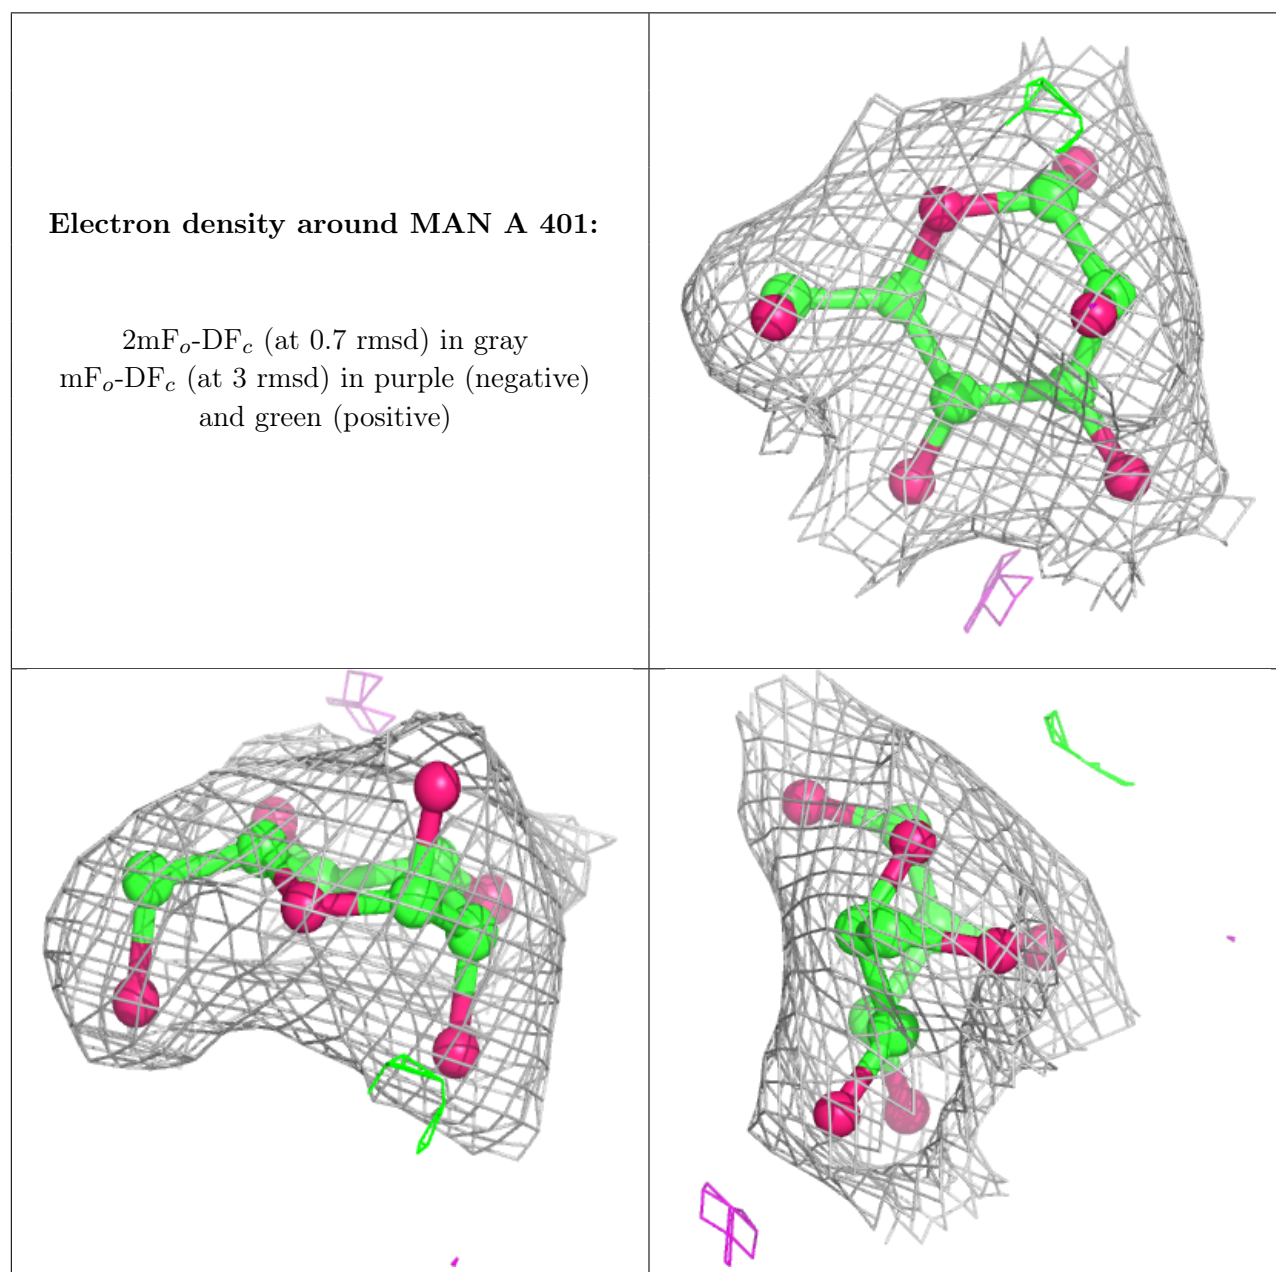 Electron density around MAN A 401:
2mFo-DFc (at 0.7 rmsd) in gray
mFo-DFc (at 3 rmsd) in purple (negative)
and green (positive)